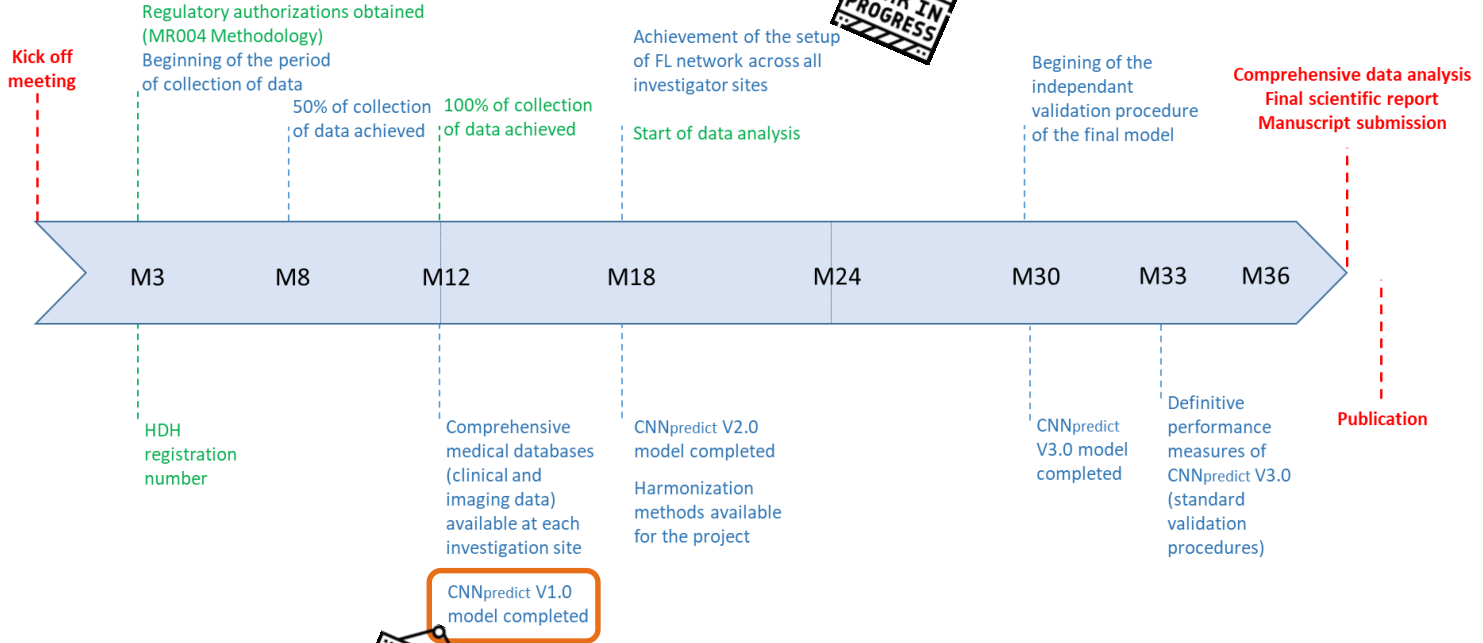 Regulatory authorizations obtained
(MR004 Methodology)
Beginning of the period
of collection of data
Kick off
meeting
50% of collection
of data achieved
100% of collection
of data achieved
Achievement of the setup
of FL network across all
investigator sites
Start of data analysis
IN
PROGRESS
Begining of the
independant
validation procedure
of the final model
Comprehensive data analysis
Final scientific report
Manuscript submission
M3
M8
M12
M18
M24
M30
M33
M36
HDH
registration
number
Comprehensive
medical databases
(clinical and
imaging data)
available at each
investigation site
CNNpredict V1.0
model completed
CNNpredict V2.0
model completed
Harmonization
methods available
for the project
CNNpredict
V3.0 model
completed
Definitive
performance
measures of
CNNpredict V3.0
(standard
validation
procedures)
Publication